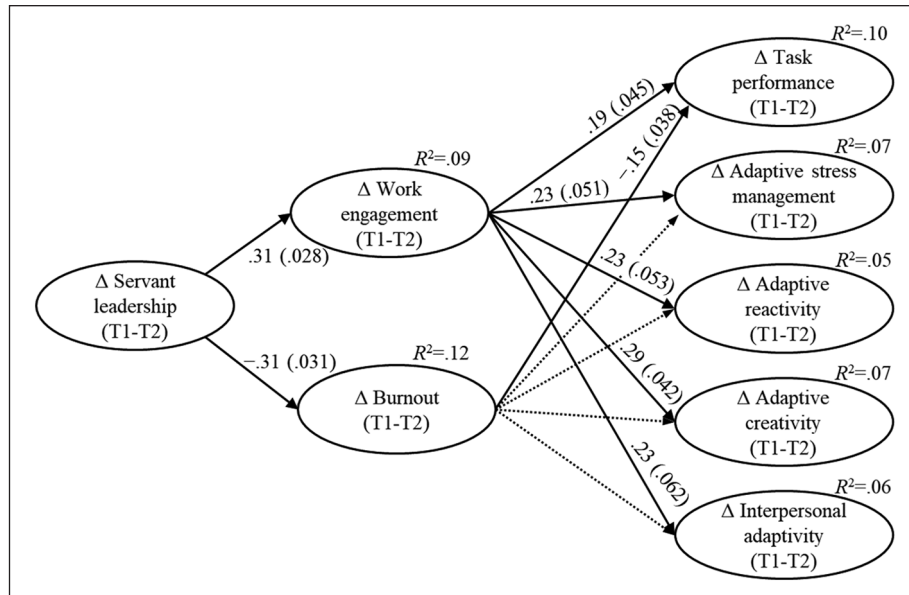 Δ Servant
leadership
(T1-T2)
.31 (.028)
−.31 (.031)
R²=.09
Δ Work
engagement
(T1-T2)
R²=.12
Δ Burnout
(T1-T2)
.19 (.045)
−.15 (.038)
.23 (.051)
.23 (.053)
.29 (.042)
.23 (.062)
R²=.10
Δ Task
performance
(T1-T2)
R²=.07
Δ Adaptive stress
management
(T1-T2)
R²=.05
Δ Adaptive
reactivity
(T1-T2)
R²=.07
Δ Adaptive
creativity
(T1-T2)
R²=.06
Δ Interpersonal
adaptivity
(T1-T2)